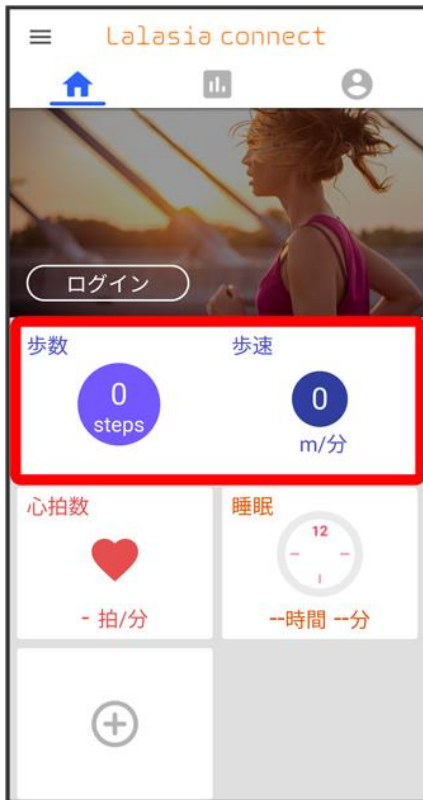 Lalasia connect
ログイン
歩数
歩速
0
steps
0
m/分
心拍数
睡眠
12
- 拍/分
--時間 --分